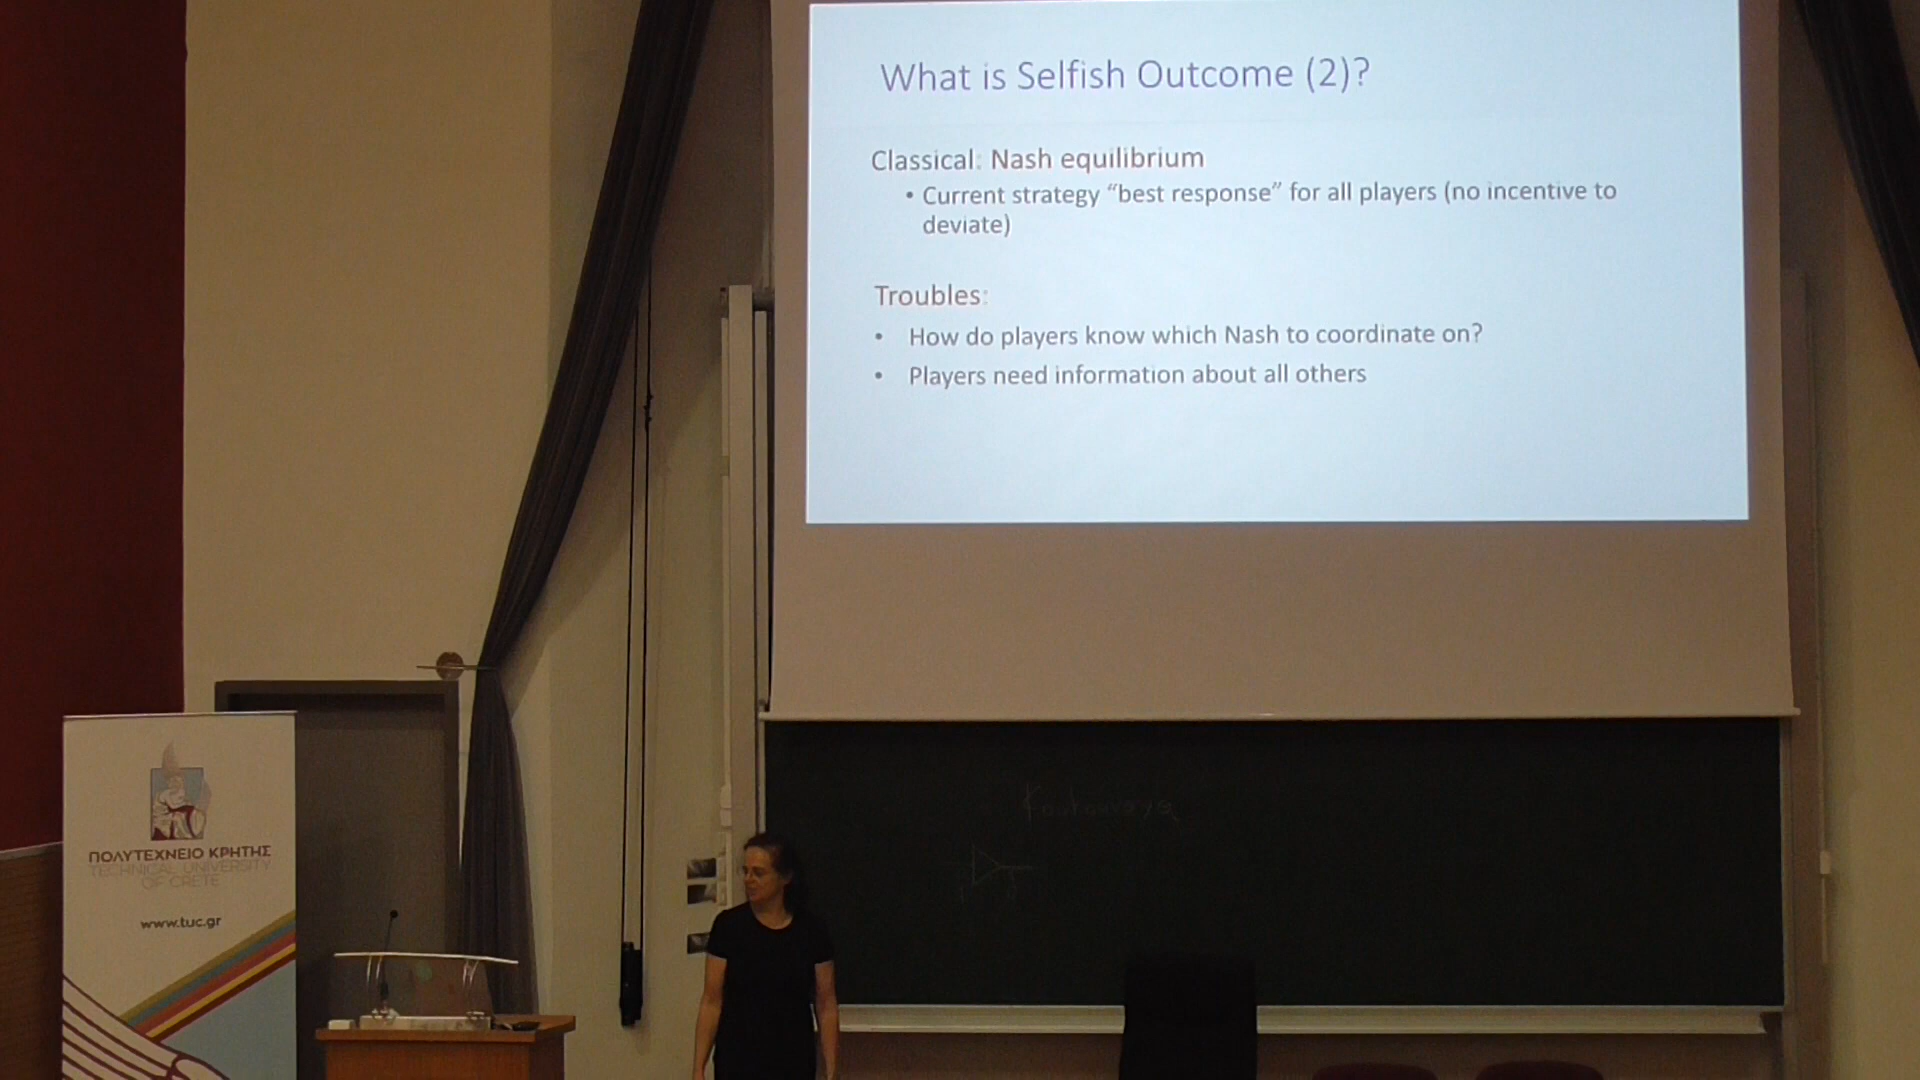 What is Selfish Outcome (2)?
Classical: Nash equilibrium
• Current strategy “best response” for all players (no incentive to
deviate)
Troubles:
• How do players know which Nash to coordinate on?
• Players need information about all others
ΠΟΛΥΤΕΧΝΕΙΟ ΚΡΗΤΗΣ
TECHNICAL UNIVERSITY
OF CRETE
www.tuc.gr